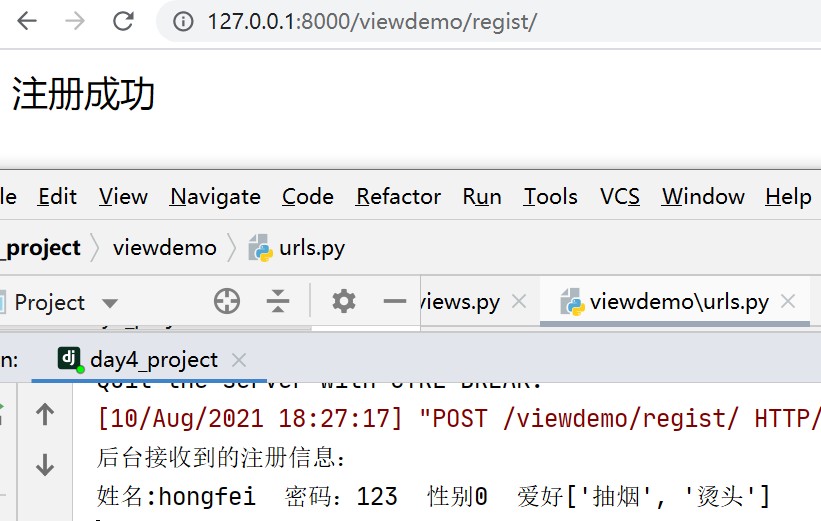 127.0.0.1:8000/viewdemo/regist/
注册成功
le Edit View Navigate Code Refactor Run Tools VCS Window Help
_project viewdemo urls.py
Project views.py viewdemo\urls.py
n: dj day4_project
[10/Aug/2021 18:27:17] "POST /viewdemo/regist/ HTTP/
后台接收到的注册信息:
姓名:hongfei 密码: 123 性别0 爱好['抽烟', '烫头']